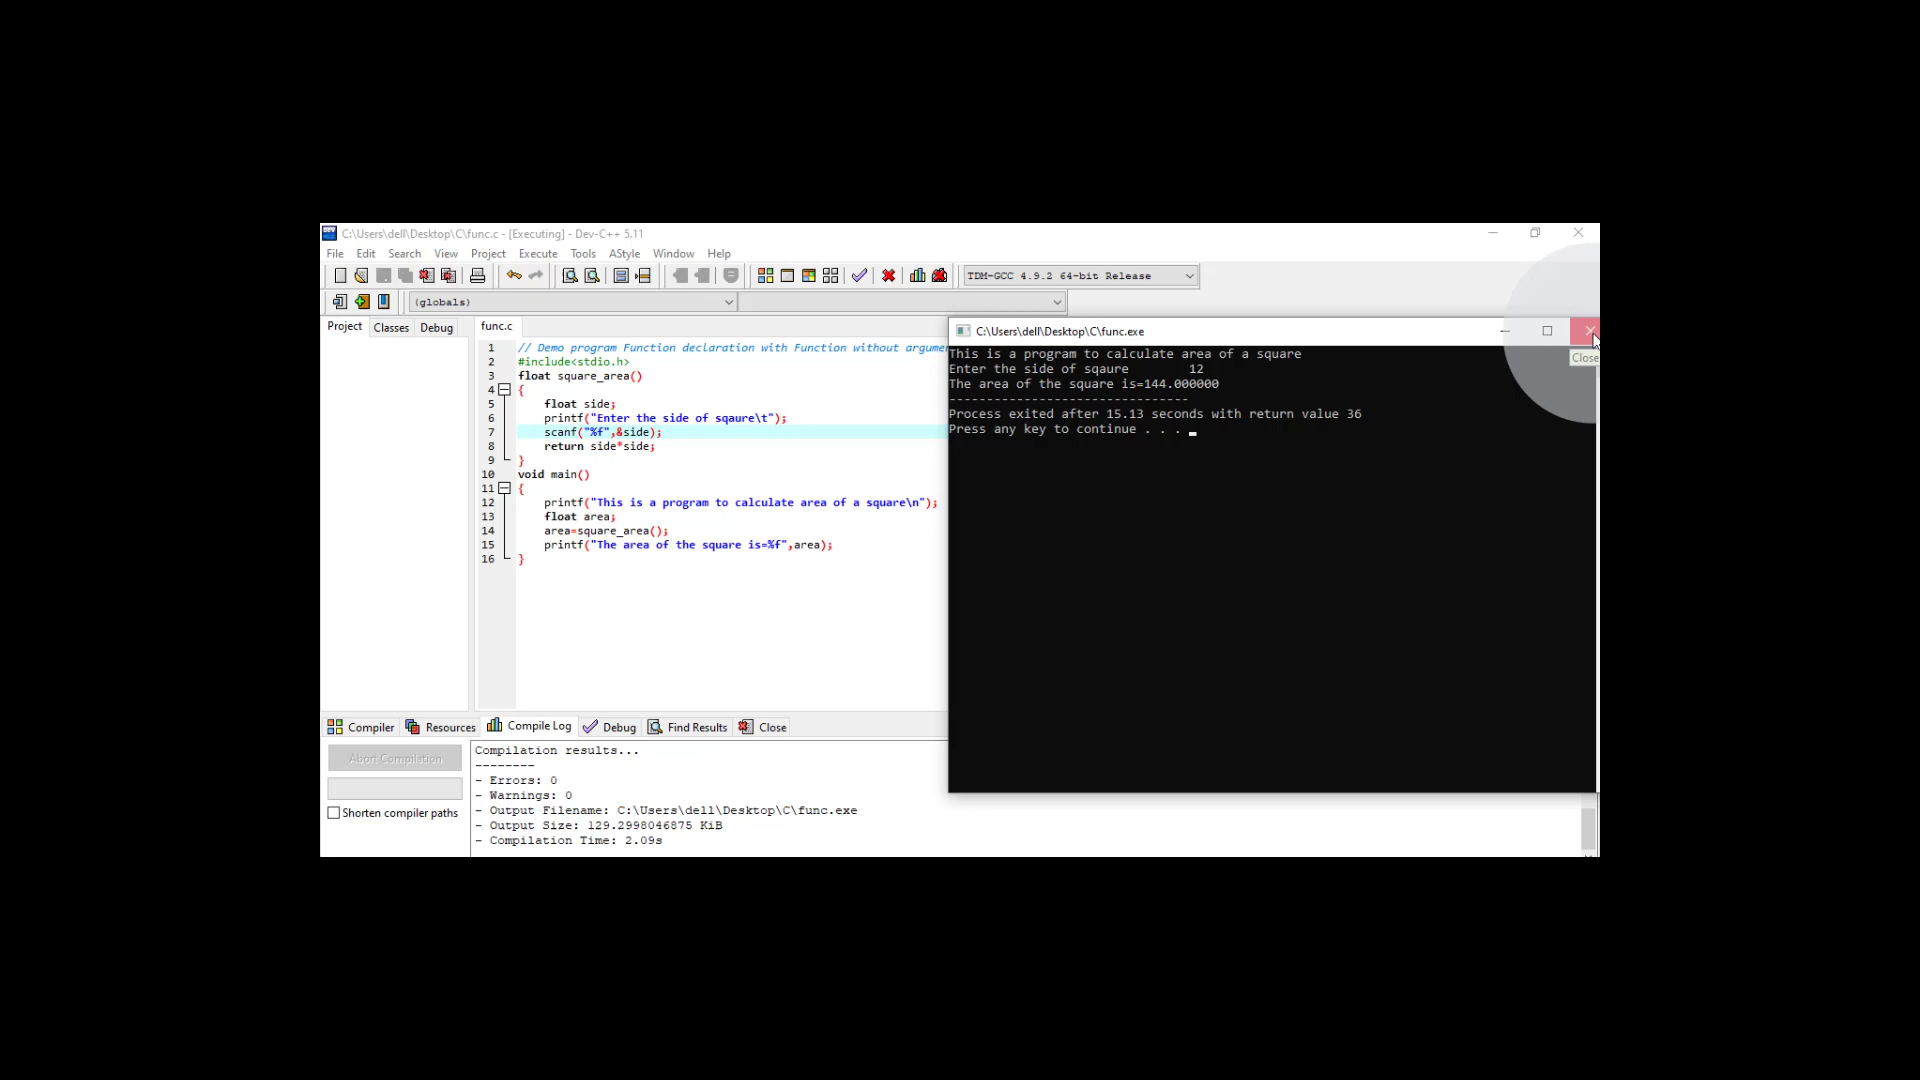 C:\Users\dell\Desktop\C\func.c - [Executing] - Dev-C++ 5.11
File Edit Search View Project Execute Tools AStyle Window Help
TDM-GCC 4.9.2 64-bit Release
(globals)
Project Classes Debug func.c
1 // Demo program Function declaration with Function without
2 #include<stdio.h>
3 float square_area()
4 {
5 float side;
6 printf("Enter the side of sqaure\t");
7 scanf("%f",&side);
8 return side*side;
9 }
10 void main()
11 {
12 printf("This is a program to calculate area of a square\n");
13 float area;
14 area=square_area();
15 printf("The area of the square is=%f",area);
16 }
C:\Users\dell\Desktop\C\func.exe
Close
This is a program to calculate area of a square
Enter the side of sqaure 12
The area of the square is=144.000000
--------------------------------
Process exited after 15.13 seconds with return value 36
Press any key to continue . . .
Compiler Resources Compile Log Debug Find Results Close
Abort Compilation
Shorten compiler paths
Compilation results...
--------
- Errors: 0
- Warnings: 0
- Output Filename: C:\Users\dell\Desktop\C\func.exe
- Output Size: 129.2998046875 KiB
- Compilation Time: 2.09s